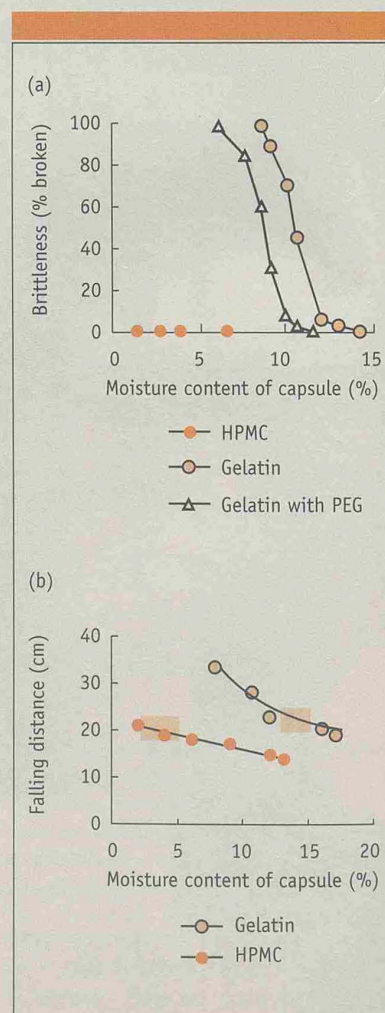 (a)
Brittleness (% broken)
100
80
60
40
20
0
0 5 10 15
Moisture content of capsule (%)
HPMC
Gelatin
Gelatin with PEG
(b)
Falling distance (cm)
40
30
20
10
0
0 5 10 15 20
Moisture content of capsule (%)
Gelatin
HPMC